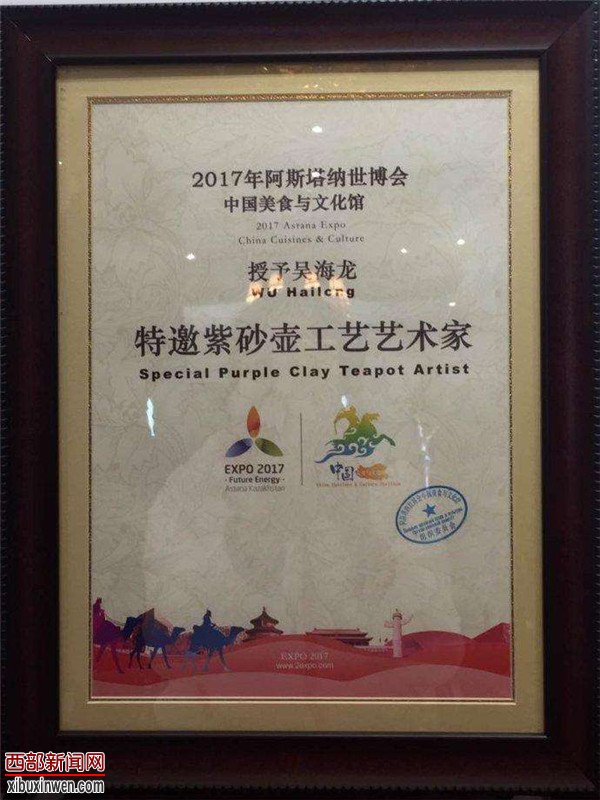 2017年阿斯塔纳世博会
中国美食与文化馆
2017 Astana Expo
China Cuisines & Culture
授予吴海龙
WU Hailong
特邀紫砂壶工艺艺术家
Special Purple Clay Teapot Artist
EXPO 2017
· Future Energy ·
Astana Kazakhstan
中国
EXPO 2017
www.2expo.com
西部新闻网
xibuxinwen.com